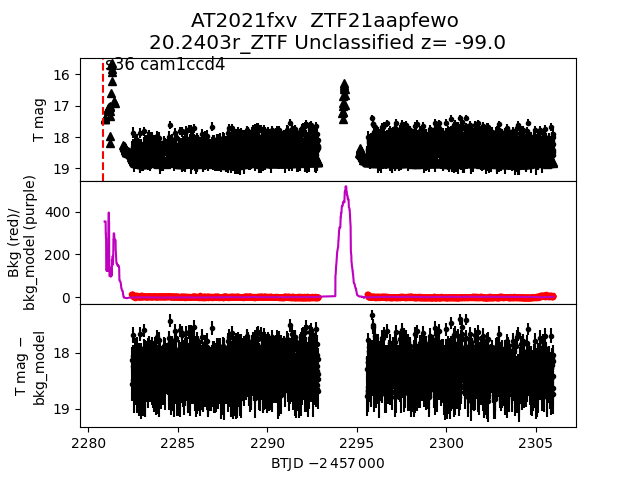 AT2021fxv ZTF21aapfewo
20.2403r_ZTF Unclassified z= -99.0
s36 cam1ccd4
T mag
16
17
18
19
Bkg (red)/
bkg_model (purple)
400
200
0
T mag −
bkg_model
18
19
2280 2285 2290 2295 2300 2305
BTJD −2 457 000